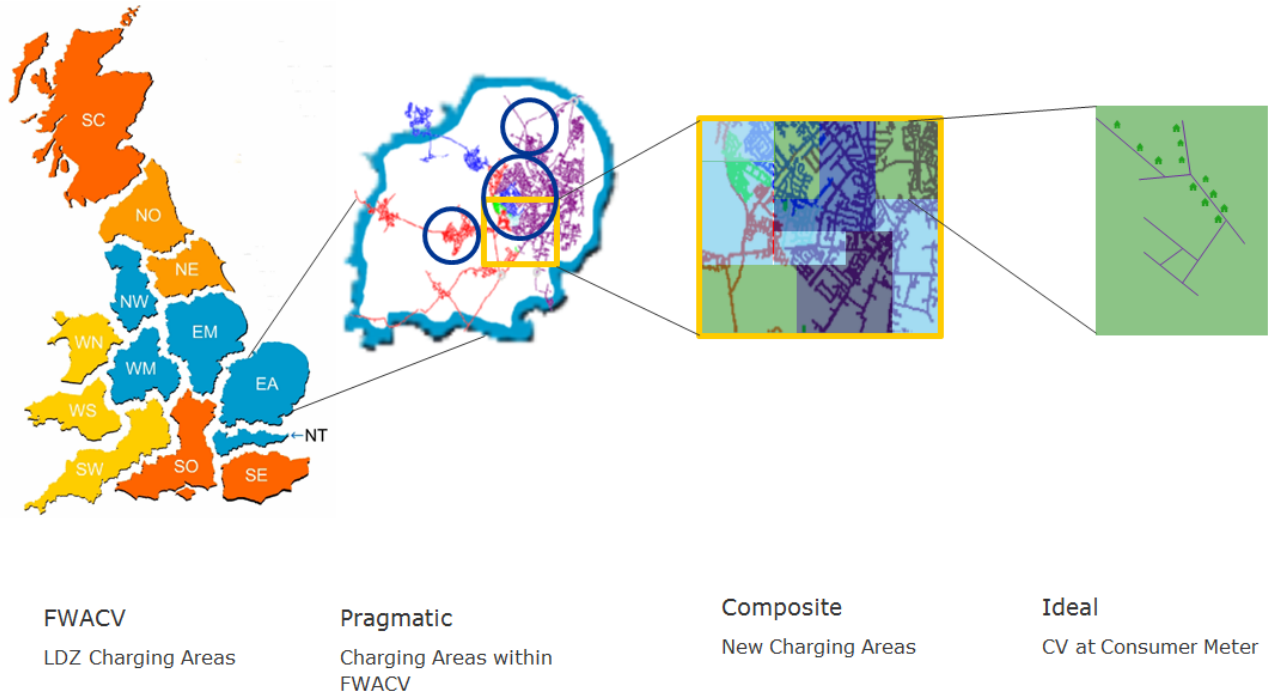 SC
NO
NE
NW
EM
WN
WM
EA
WS
←NT
SW
SO
SE
FWACV
LDZ Charging Areas
Pragmatic
Charging Areas within
FWACV
Composite
New Charging Areas
Ideal
CV at Consumer Meter